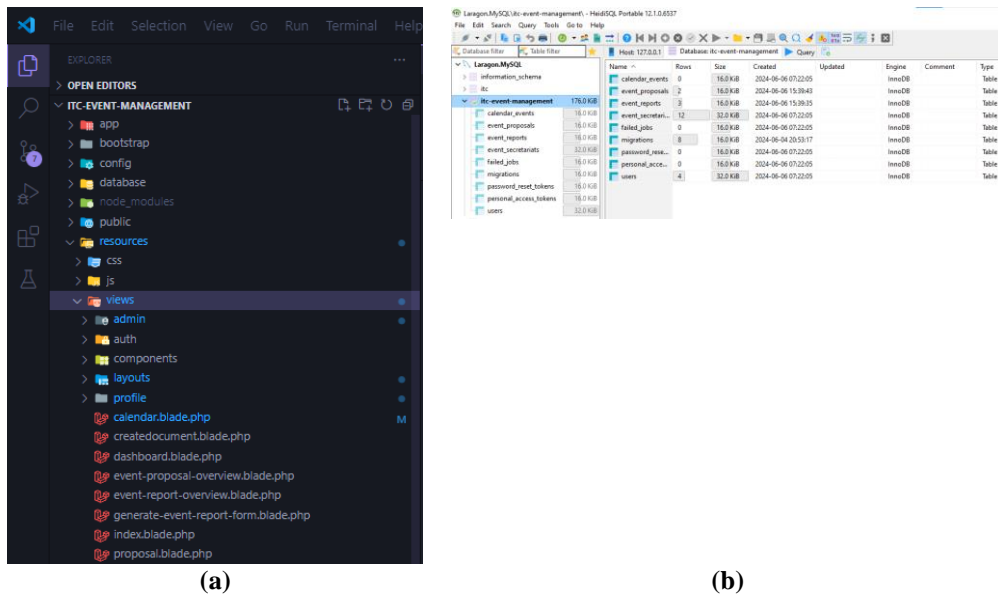 File Edit Selection View Go Run Terminal Help
EXPLORER
OPEN EDITORS
ITC-EVENT-MANAGEMENT
app
bootstrap
config
database
node_modules
public
resources
css
js
views
admin
auth
components
layouts
profile
calendar.blade.php M
createdocument.blade.php
dashboard.blade.php
event-proposal-overview.blade.php
event-report-overview.blade.php
generate-event-report-form.blade.php
index.blade.php
proposal.blade.php
7
(a)
Laragon.MySQL\itc-event-management\ - HeidiSQL Portable 12.1.0.6537
File Edit Search Query Tools Go to Help
Database filter Table filter
Host: 127.0.0.1 Database: itc-event-management Query
Laragon.MySQL
information_schema
itc
itc-event-management 176.0 KiB
calendar_events 16.0 KiB
event_proposals 16.0 KiB
event_reports 16.0 KiB
event_secretariats 32.0 KiB
failed_jobs 16.0 KiB
migrations 16.0 KiB
password_reset_tokens 16.0 KiB
personal_access_tokens 16.0 KiB
users 32.0 KiB
Name Rows Size Created Updated Engine Comment Type
calendar_events 0 16.0 KiB 2024-06-06 07:22:05 InnoDB Table
event_proposals 2 16.0 KiB 2024-06-06 15:39:43 InnoDB Table
event_reports 3 16.0 KiB 2024-06-06 15:39:35 InnoDB Table
event_secretari... 12 32.0 KiB 2024-06-06 07:22:05 InnoDB Table
failed_jobs 0 16.0 KiB 2024-06-06 07:22:05 InnoDB Table
migrations 8 16.0 KiB 2024-06-04 20:53:17 InnoDB Table
password_rese... 0 16.0 KiB 2024-06-06 07:22:05 InnoDB Table
personal_acce... 0 16.0 KiB 2024-06-06 07:22:05 InnoDB Table
users 4 32.0 KiB 2024-06-06 07:22:05 InnoDB Table
(b)